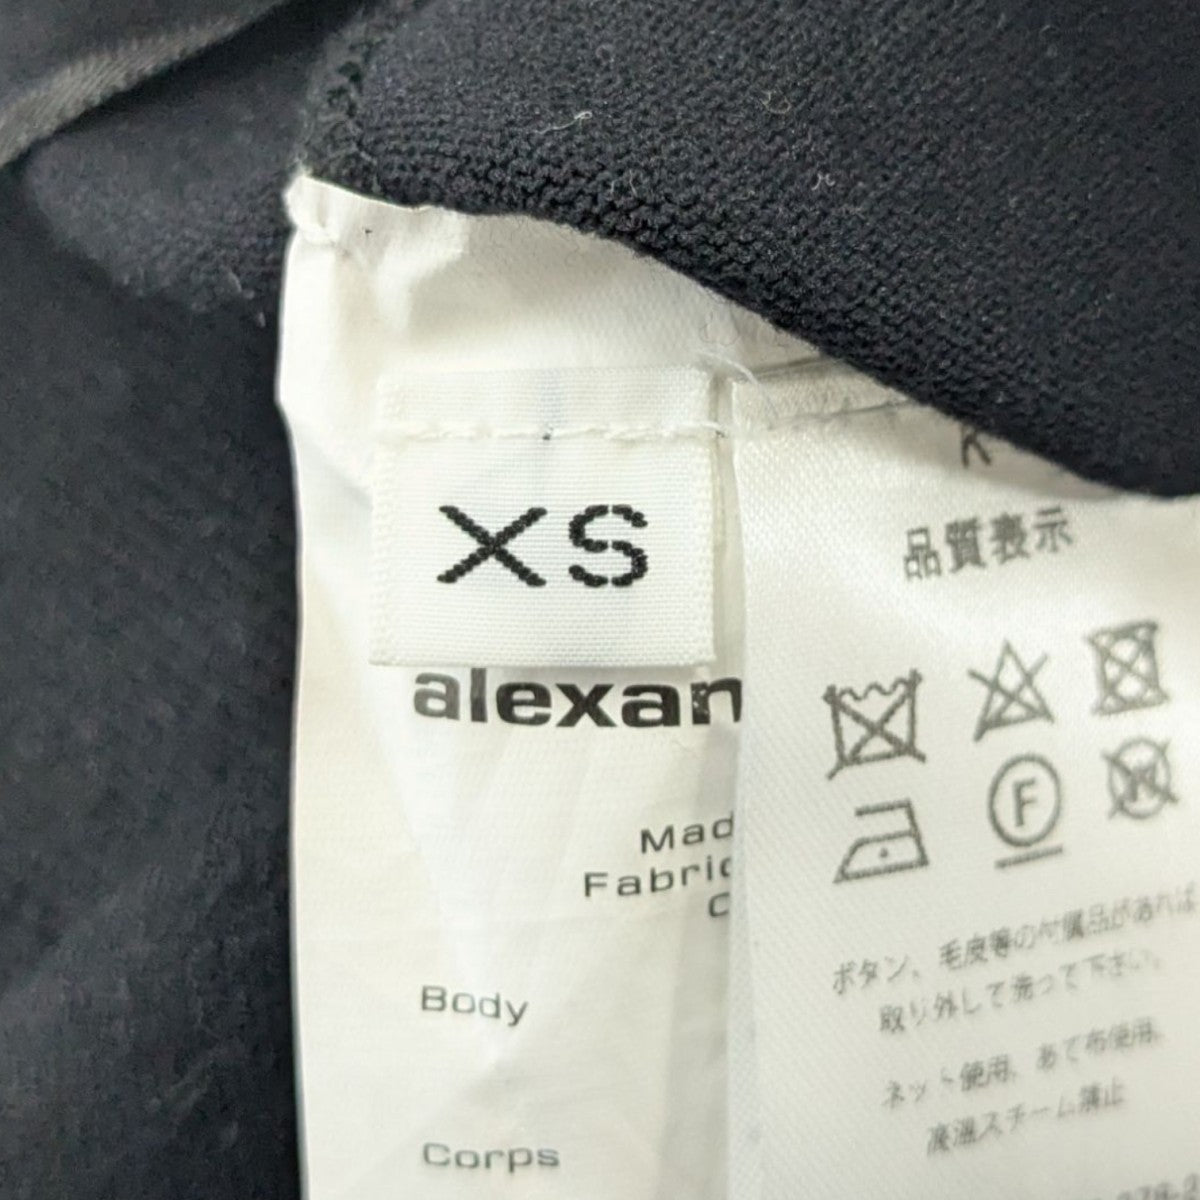 XS
alexan
Mad
Fabric
C
Body
Corps
品質表示
F
W
ボタン、毛皮等の付属品があれば
取り外して洗って下さい。
ネット使用、あて布使用、
高温スチーム禁止